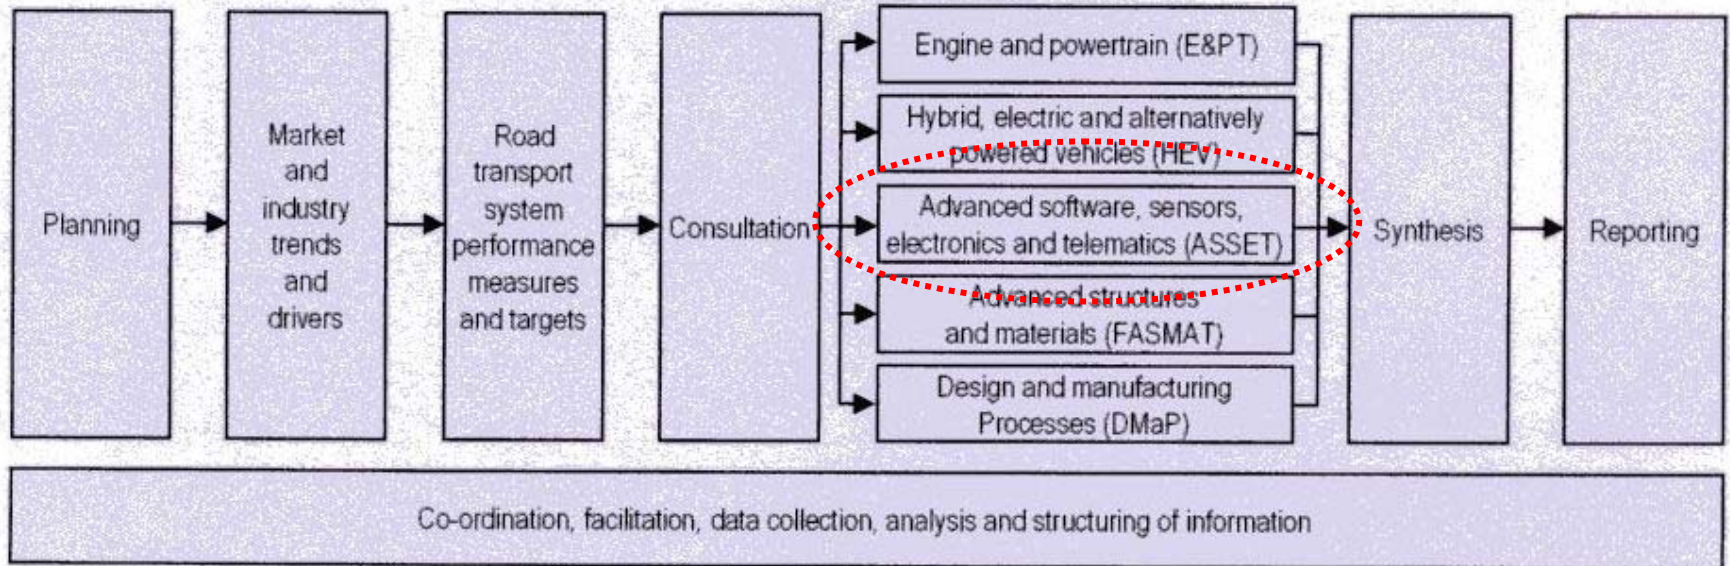 Planning
Market
and
industry
trends
and
drivers
Road
transport
system
performance
measures
and targets
Consultation
Engine and powertrain (E&PT)
Hybrid, electric and alternatively
powered vehicles (HEV)
Advanced software, sensors,
electronics and telematics (ASSET)
Advanced structures
and materials (FASMAT)
Design and manufacturing
Processes (DMaP)
Synthesis
Reporting
Co-ordination, facilitation, data collection, analysis and structuring of information